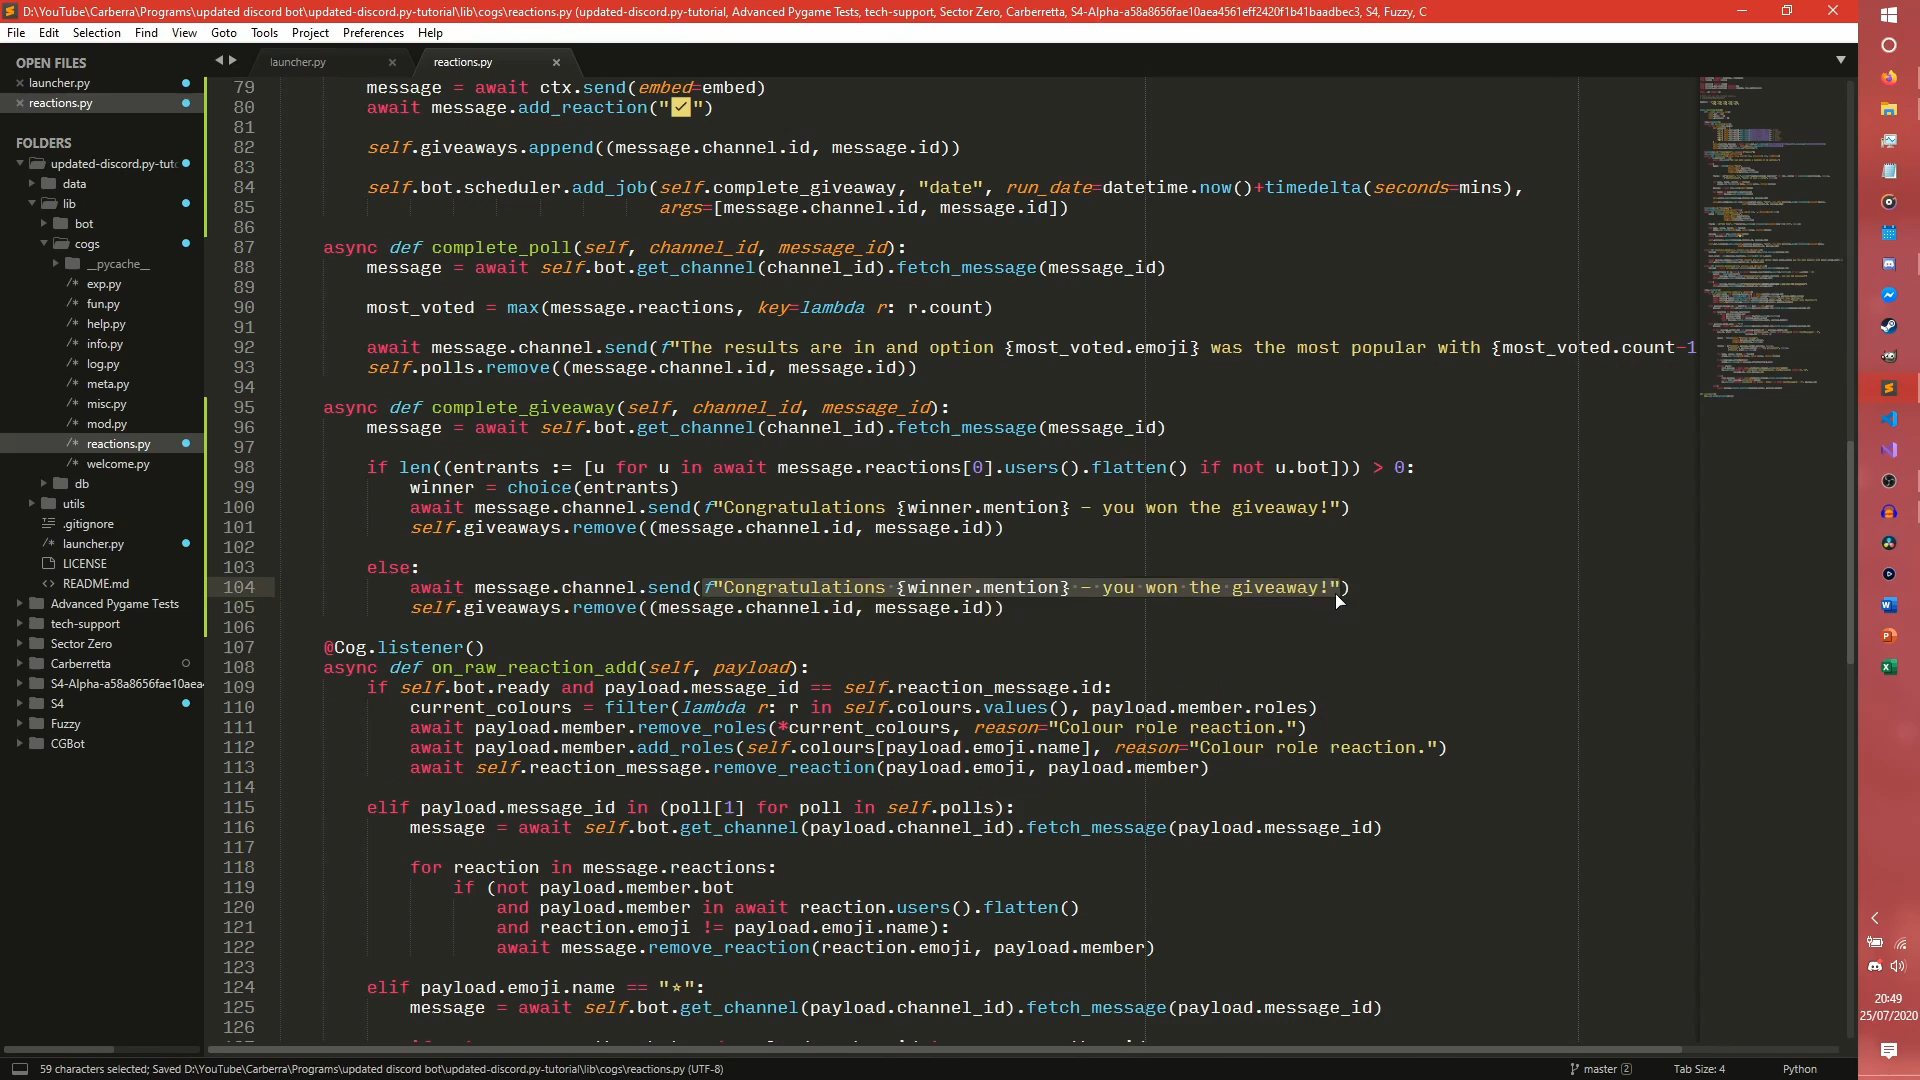 D:\YouTube\Carberra\Programs\updated discord bot\updated-discord.py-tutorial\lib\cogs\reactions.py (updated-discord.py-tutorial, Advanced Pygame Tests, tech-support, Sector Zero, Carberretta, S4-Alpha-a58a8656fae10aea4561eff2420f1b41baadbec3, S4, Fuzzy, C
File Edit Selection Find View Goto Tools Project Preferences Help
OPEN FILES
launcher.py
reactions.py
FOLDERS
updated-discord.py-tut
data
lib
bot
cogs
__pycache__
/* exp.py
/* fun.py
/* help.py
/* info.py
/* log.py
/* meta.py
/* misc.py
/* mod.py
/* reactions.py
/* welcome.py
db
utils
.gitignore
/* launcher.py
LICENSE
<> README.md
Advanced Pygame Tests
tech-support
Sector Zero
Carberretta
S4-Alpha-a58a8656fae10aea
S4
Fuzzy
CGBot
launcher.py reactions.py
79 message = await ctx.send(embed=embed)
80 await message.add_reaction("✅")
81
82 self.giveaways.append((message.channel.id, message.id))
83
84 self.bot.scheduler.add_job(self.complete_giveaway, "date", run_date=datetime.now()+timedelta(seconds=mins),
85 args=[message.channel.id, message.id])
86
87 async def complete_poll(self, channel_id, message_id):
88 message = await self.bot.get_channel(channel_id).fetch_message(message_id)
89
90 most_voted = max(message.reactions, key=lambda r: r.count)
91
92 await message.channel.send(f"The results are in and option {most_voted.emoji} was the most popular with {most_voted.count-1
93 self.polls.remove((message.channel.id, message.id))
94
95 async def complete_giveaway(self, channel_id, message_id):
96 message = await self.bot.get_channel(channel_id).fetch_message(message_id)
97
98 if len((entrants := [u for u in await message.reactions[0].users().flatten() if not u.bot])) > 0:
99 winner = choice(entrants)
100 await message.channel.send(f"Congratulations {winner.mention} - you won the giveaway!")
101 self.giveaways.remove((message.channel.id, message.id))
102
103 else:
104 await message.channel.send(f"Congratulations {winner.mention} - you won the giveaway!")
105 self.giveaways.remove((message.channel.id, message.id))
106
107 @Cog.listener()
108 async def on_raw_reaction_add(self, payload):
109 if self.bot.ready and payload.message_id == self.reaction_message.id:
110 current_colours = filter(lambda r: r in self.colours.values(), payload.member.roles)
111 await payload.member.remove_roles(*current_colours, reason="Colour role reaction.")
112 await payload.member.add_roles(self.colours[payload.emoji.name], reason="Colour role reaction.")
113 await self.reaction_message.remove_reaction(payload.emoji, payload.member)
114
115 elif payload.message_id in (poll[1] for poll in self.polls):
116 message = await self.bot.get_channel(payload.channel_id).fetch_message(payload.message_id)
117
118 for reaction in message.reactions:
119 if (not payload.member.bot
120 and payload.member in await reaction.users().flatten()
121 and reaction.emoji != payload.emoji.name):
122 await message.remove_reaction(reaction.emoji, payload.member)
123
124 elif payload.emoji.name == "⭐":
125 message = await self.bot.get_channel(payload.channel_id).fetch_message(payload.message_id)
126
59 characters selected; Saved D:\YouTube\Carberra\Programs\updated discord bot\updated-discord.py-tutorial\lib\cogs\reactions.py (UTF-8)
master 2 Tab Size: 4 Python
20:49
25/07/2020